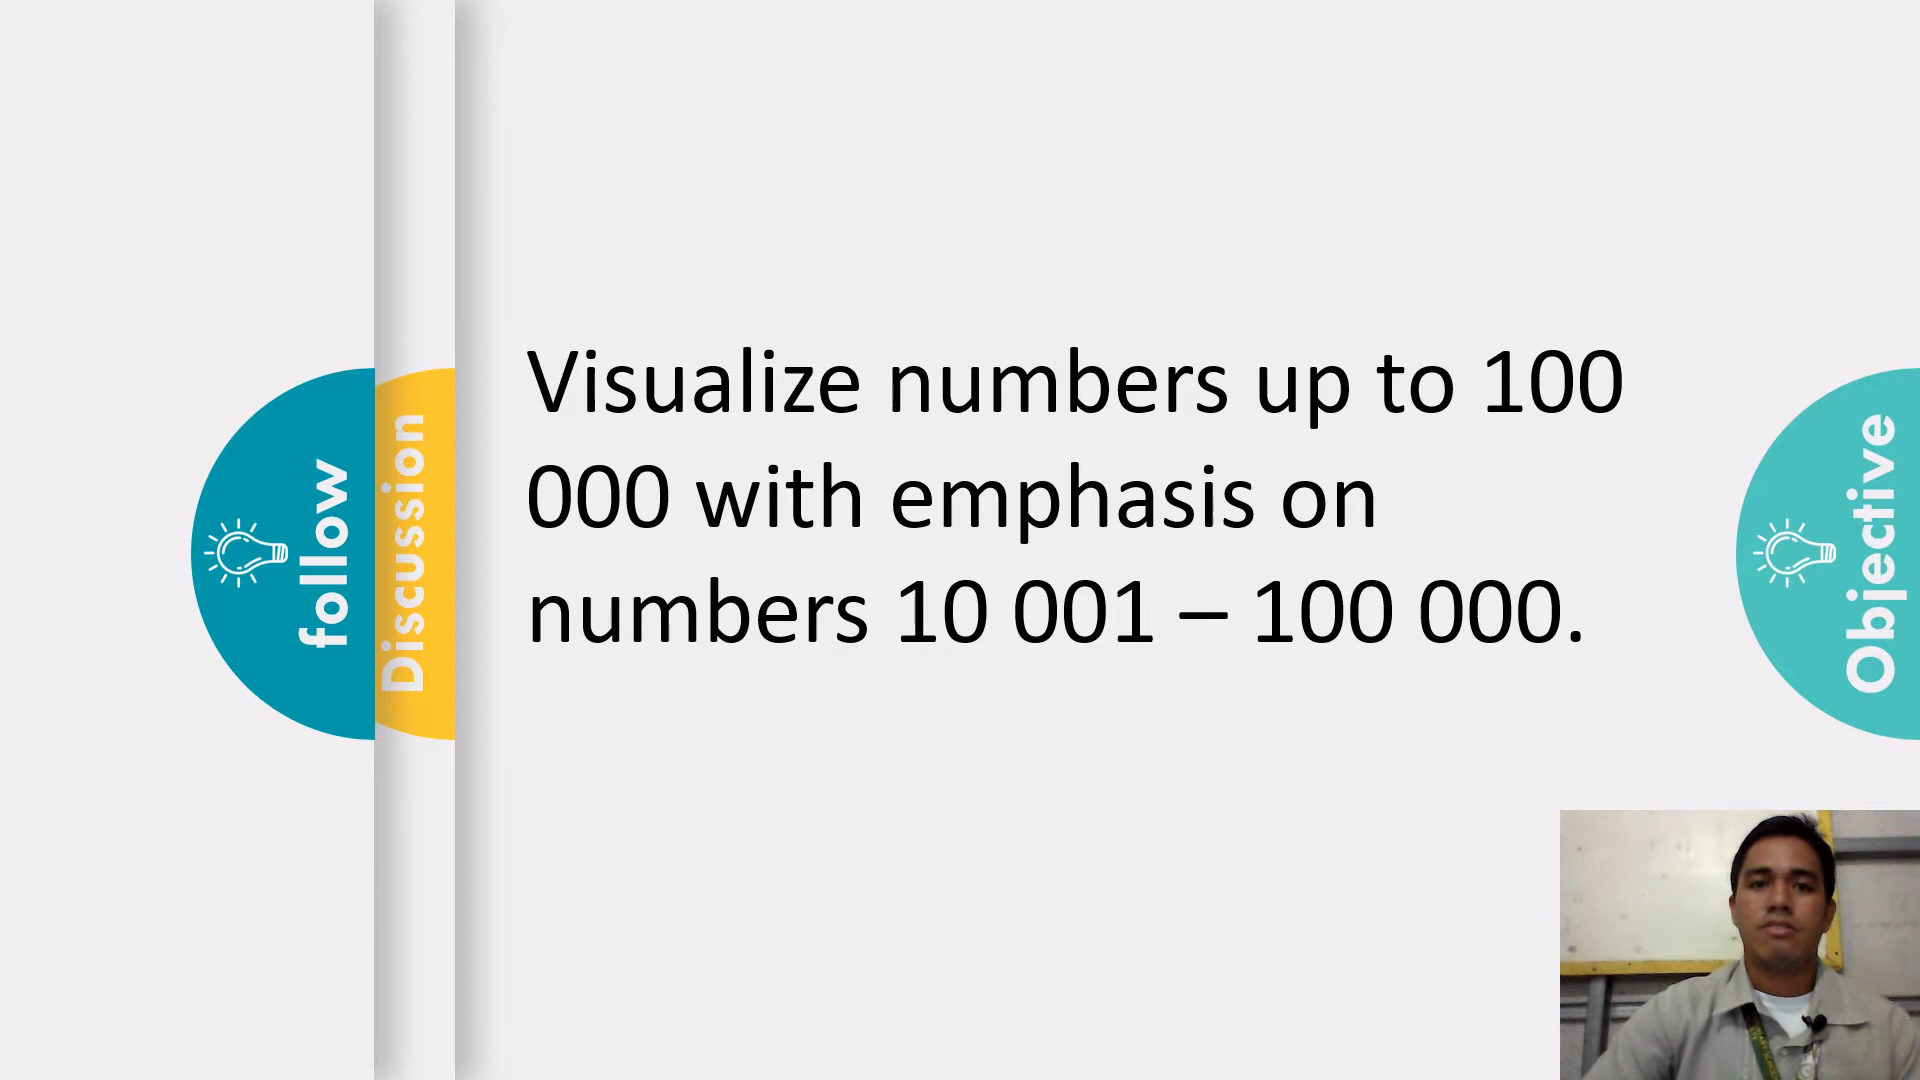 follow
Discussion
Visualize numbers up to 100
000 with emphasis on
numbers 10 001 – 100 000.
Objective